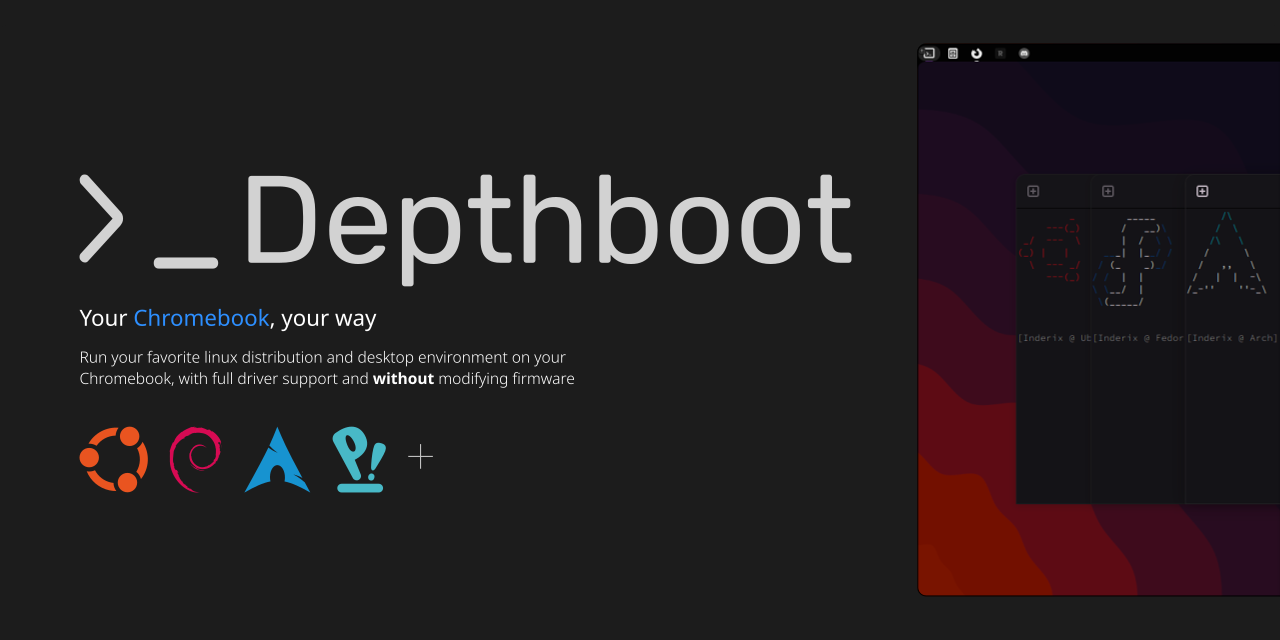 >_ Depthboot
Your Chromebook, your way
Run your favorite linux distribution and desktop environment on your
Chromebook, with full driver support and without modifying firmware
[Inderix @ Ub
[Inderix @ Fedor
[Inderix @ Arch]